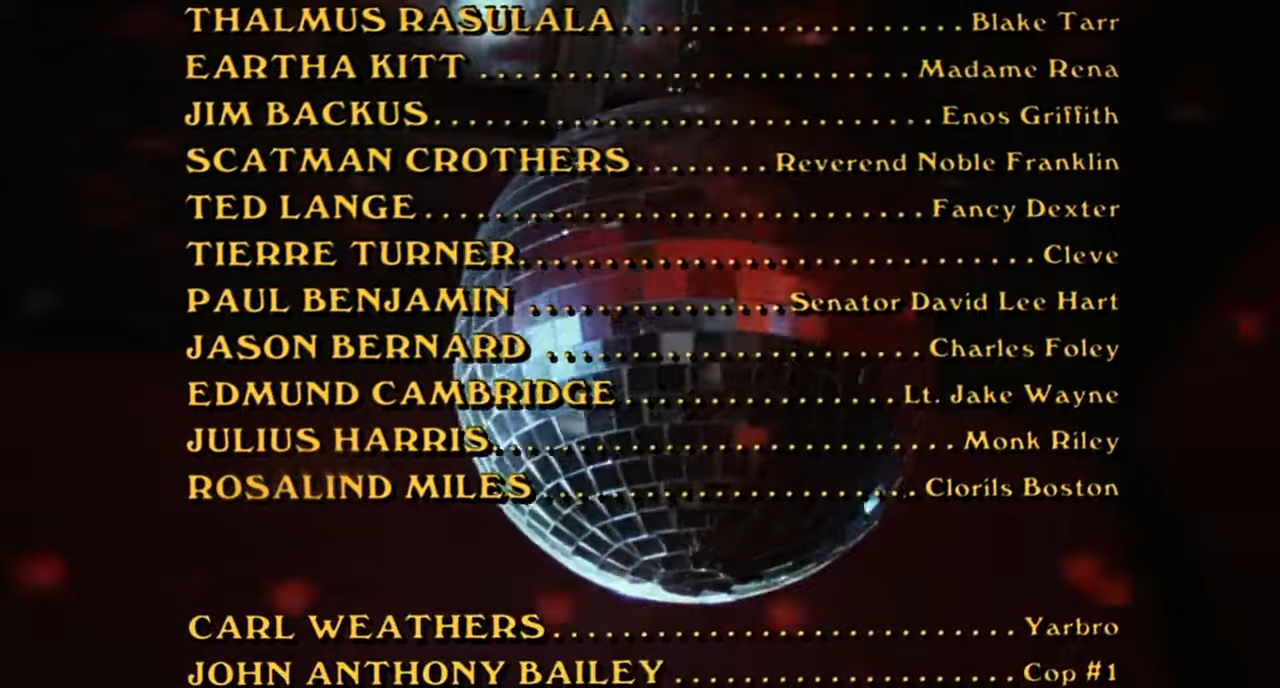 THALMUS RASULALA....................Blake Tarr
EARTHA KITT .........................Madame Rena
JIM BACKUS............................Enos Griffith
SCATMAN CROTHERS........Reverend Noble Franklin
TED LANGE............................Fancy Dexter
TIERRE TURNER.............................Cleve
PAUL BENJAMIN ...............Senator David Lee Hart
JASON BERNARD ......................Charles Foley
EDMUND CAMBRIDGE................Lt. Jake Wayne
JULIUS HARRIS..........................Monk Riley
ROSALIND MILES......................Clorils Boston
CARL WEATHERS..........................Yarbro
JOHN ANTHONY BAILEY ...................Cop #1